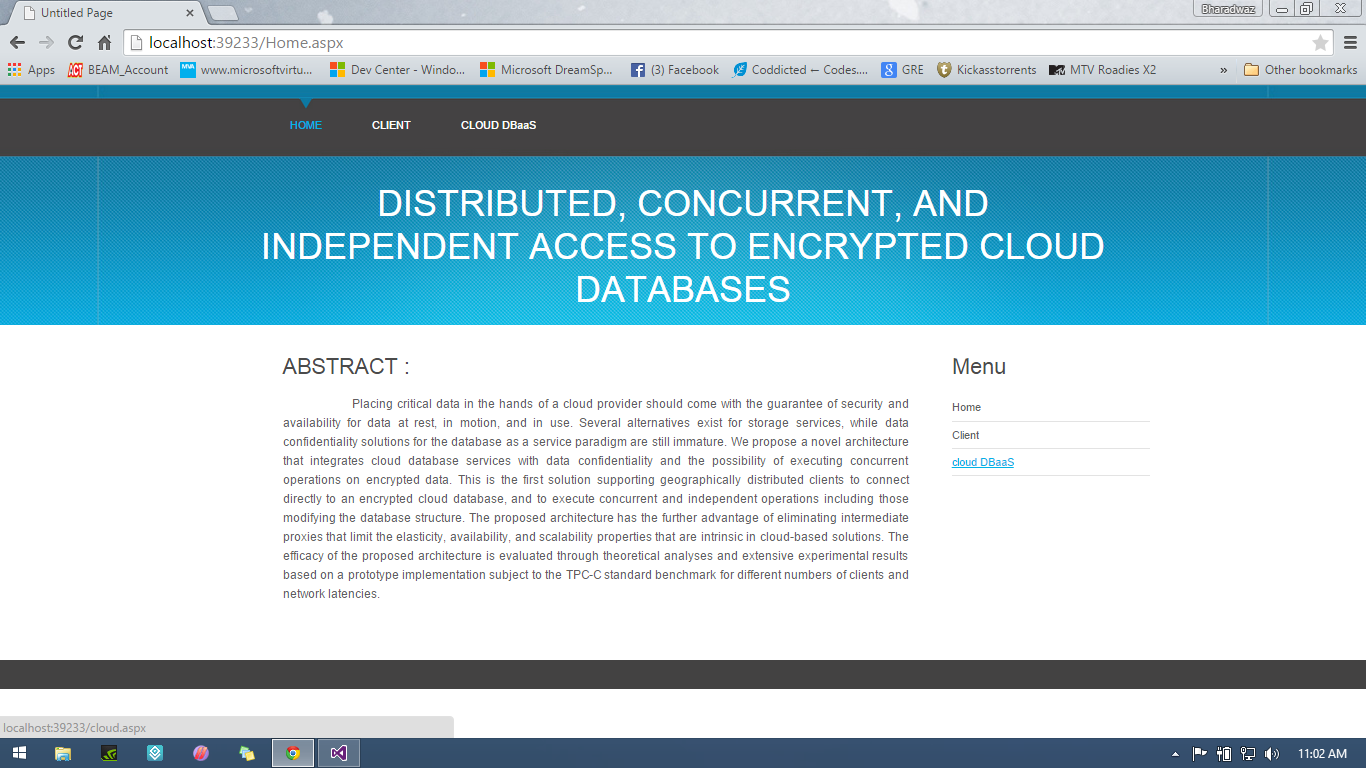 Untitled Page
Bharadwaz
localhost:39233/Home.aspx
Apps BEAM_Account www.microsoftvirtu... Dev Center - Windo... Microsoft DreamSp... (3) Facebook Coddicted ← Codes.... GRE Kickasstorrents MTV Roadies X2 » Other bookmarks
HOME CLIENT CLOUD DBaaS
DISTRIBUTED, CONCURRENT, AND
INDEPENDENT ACCESS TO ENCRYPTED CLOUD
DATABASES
ABSTRACT :
Placing critical data in the hands of a cloud provider should come with the guarantee of security and
availability for data at rest, in motion, and in use. Several alternatives exist for storage services, while data
confidentiality solutions for the database as a service paradigm are still immature. We propose a novel architecture
that integrates cloud database services with data confidentiality and the possibility of executing concurrent
operations on encrypted data. This is the first solution supporting geographically distributed clients to connect
directly to an encrypted cloud database, and to execute concurrent and independent operations including those
modifying the database structure. The proposed architecture has the further advantage of eliminating intermediate
proxies that limit the elasticity, availability, and scalability properties that are intrinsic in cloud-based solutions. The
efficacy of the proposed architecture is evaluated through theoretical analyses and extensive experimental results
based on a prototype implementation subject to the TPC-C standard benchmark for different numbers of clients and
network latencies.
Menu
Home
Client
cloud DBaaS
localhost:39233/cloud.aspx
11:02 AM